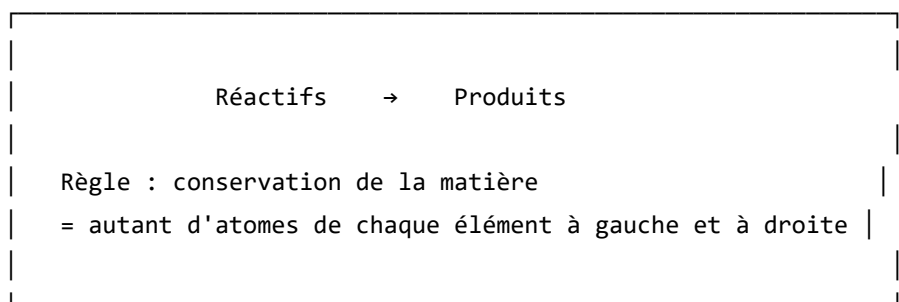 Réactifs → Produits
Règle : conservation de la matière
= autant d'atomes de chaque élément à gauche et à droite